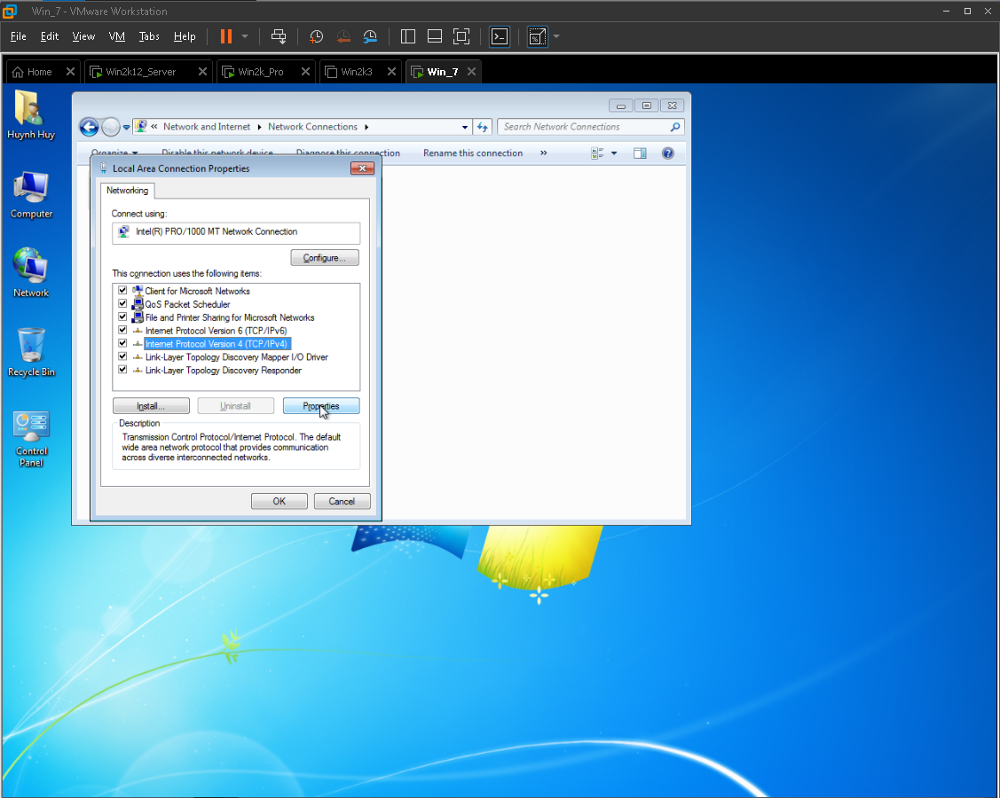 Win_7 - VMware Workstation
File Edit View VM Tabs Help
Home Win2k12_Server Win2k_Pro Win2k3 Win_7
Huynh Huy
Computer
Network
Recycle Bin
Control
Panel
« Network and Internet Network Connections
Search Network Connections
Organize Disable this network device Diagnose this connection Rename this connection »
Local Area Connection Properties
Networking
Connect using:
Intel(R) PRO/1000 MT Network Connection
Configure...
This connection uses the following items:
Client for Microsoft Networks
QoS Packet Scheduler
File and Printer Sharing for Microsoft Networks
Internet Protocol Version 6 (TCP/IPv6)
Internet Protocol Version 4 (TCP/IPv4)
Link-Layer Topology Discovery Mapper I/O Driver
Link-Layer Topology Discovery Responder
Install... Uninstall Properties
Description
Transmission Control Protocol/Internet Protocol. The default
wide area network protocol that provides communication
across diverse interconnected networks.
OK Cancel